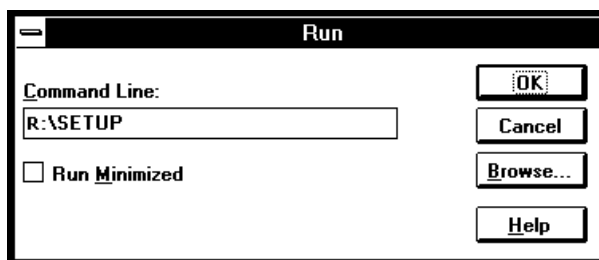 Run
Command Line:
R:\SETUP
Run Minimized
OK
Cancel
Browse...
Help